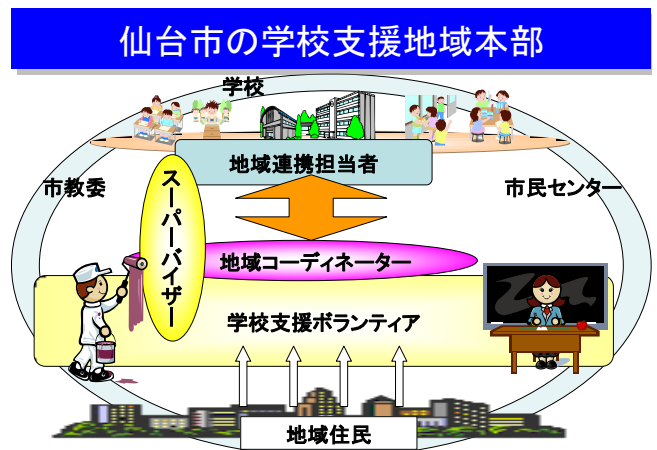 仙台市の学校支援地域本部
学校
地域連携担当者
市教委
市民センター
スーパーバイザー
地域コーディネーター
学校支援ボランティア
地域住民